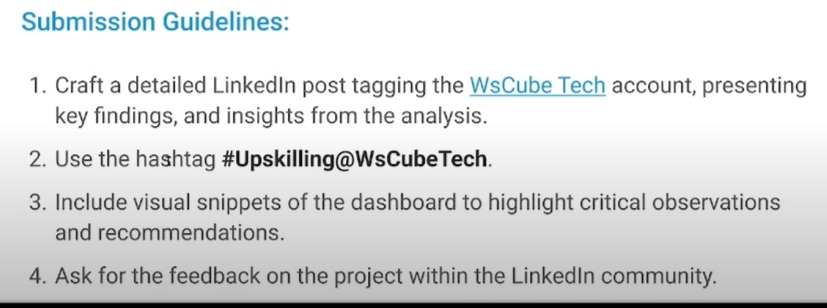 Submission Guidelines:
1. Craft a detailed LinkedIn post tagging the WsCube Tech account, presenting
key findings, and insights from the analysis.
2. Use the hashtag #Upskilling@WsCubeTech.
3. Include visual snippets of the dashboard to highlight critical observations
and recommendations.
4. Ask for the feedback on the project within the LinkedIn community.